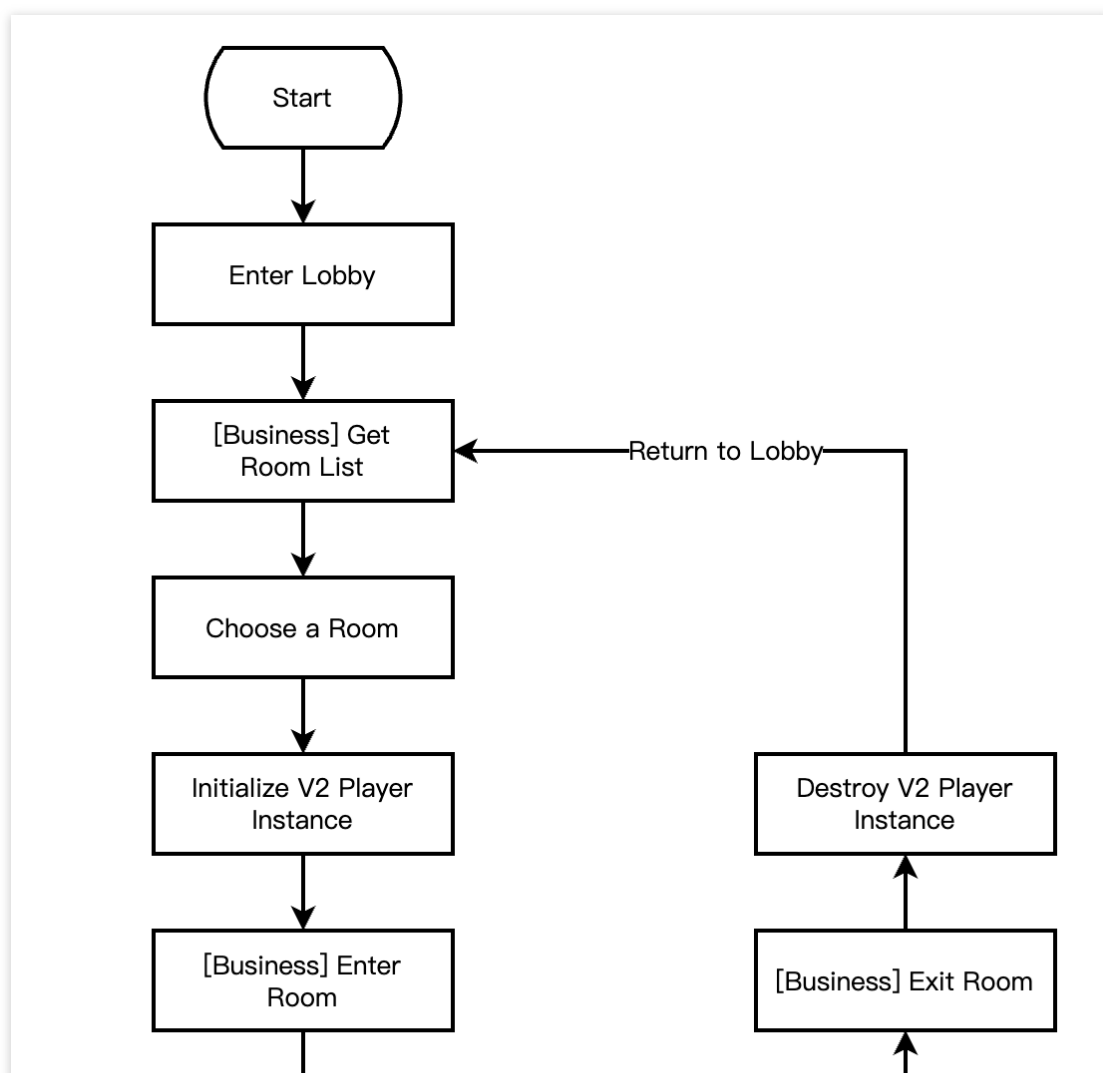 Start
Enter Lobby
[Business] Get
Room List
Return to Lobby
Choose a Room
Initialize V2 Player
Instance
Destroy V2 Player
Instance
[Business] Enter
Room
[Business] Exit Room